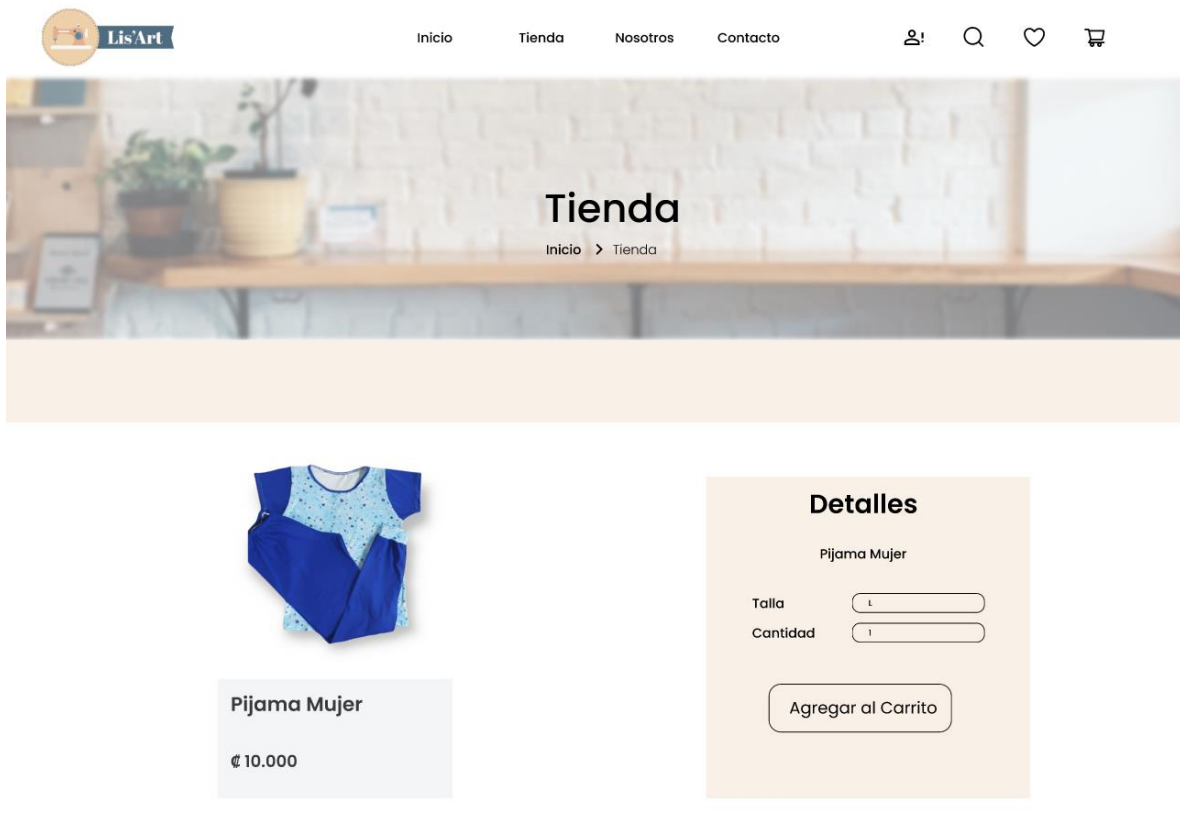 Lis'Art
Inicio Tienda Nosotros Contacto
Tienda
Inicio > Tienda
Detalles
Pijama Mujer
Talla L
Cantidad 1
Agregar al Carrito
Pijama Mujer
₡ 10.000